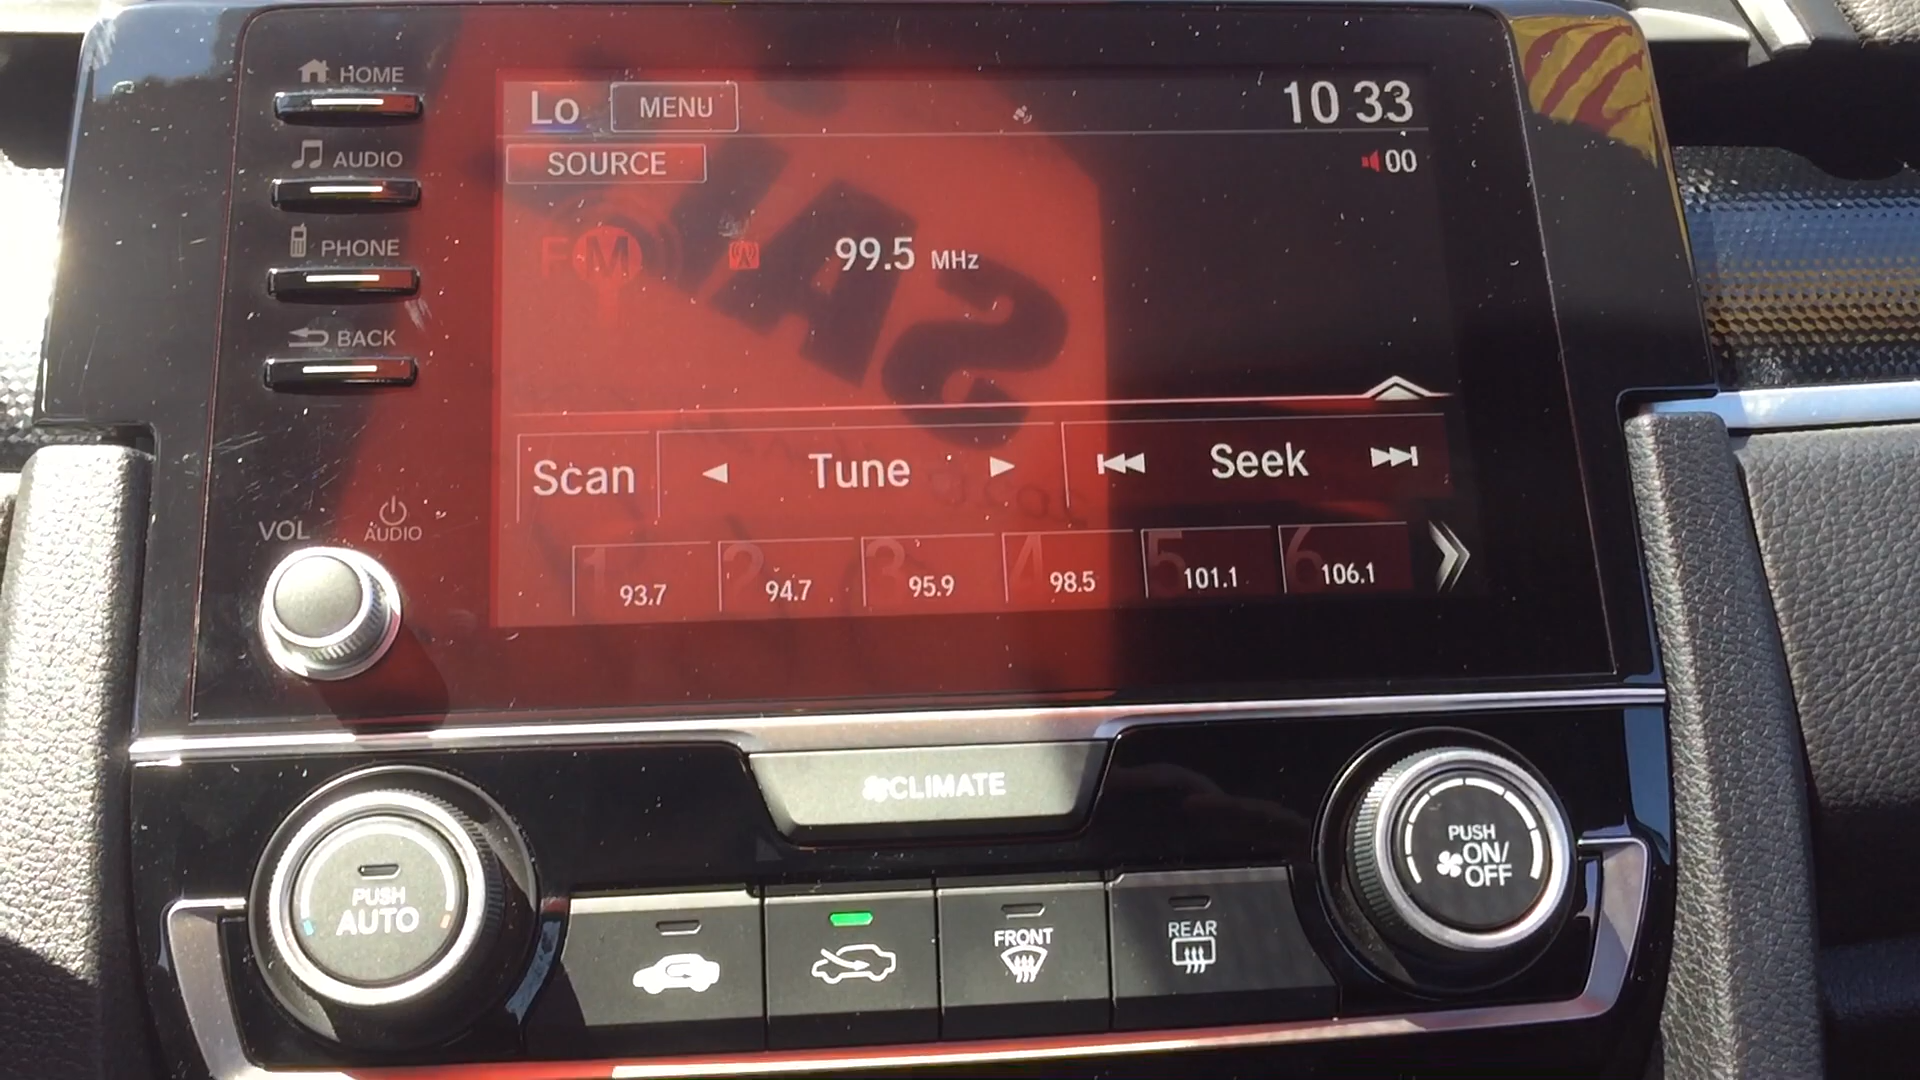 HOME
AUDIO
PHONE
BACK
VOL
AUDIO
Lo MENU 10 33
SOURCE 00
FM 99.5 MHz
Scan Tune Seek
1 93.7 2 94.7 3 95.9 4 98.5 5 101.1 6 106.1
CLIMATE
PUSH
AUTO
FRONT
REAR
PUSH
ON/
OFF